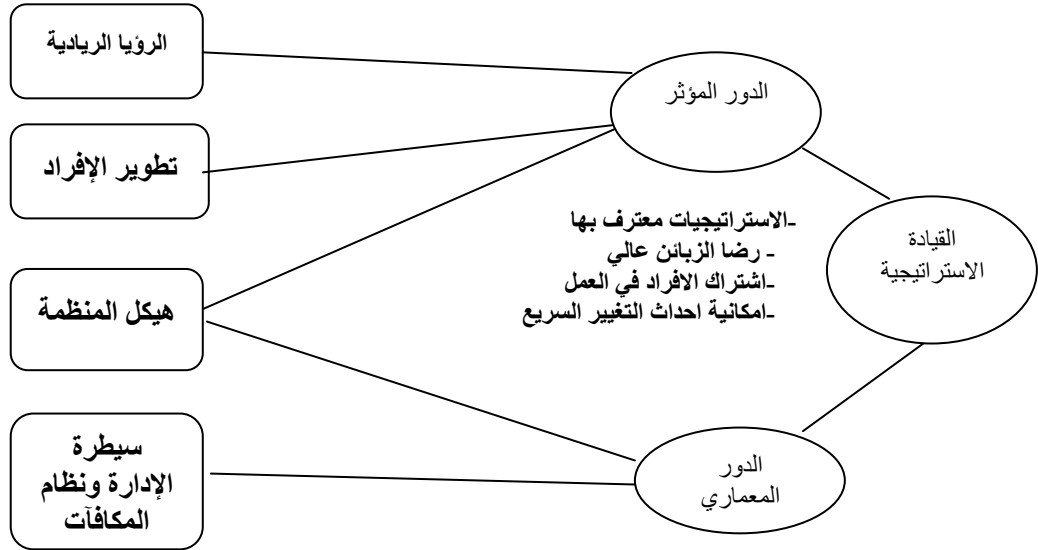 الرؤيا الريادية
الدور المؤثر
تطوير الإفراد
القيادة
الاستراتيجية
-الاستراتيجيات معترف بها
- رضا الزبائن عالي
-اشتراك الافراد في العمل
-امكانية احداث التغيير السريع
هيكل المنظمة
سيطرة
الإدارة ونظام
المكافآت
الدور
المعماري